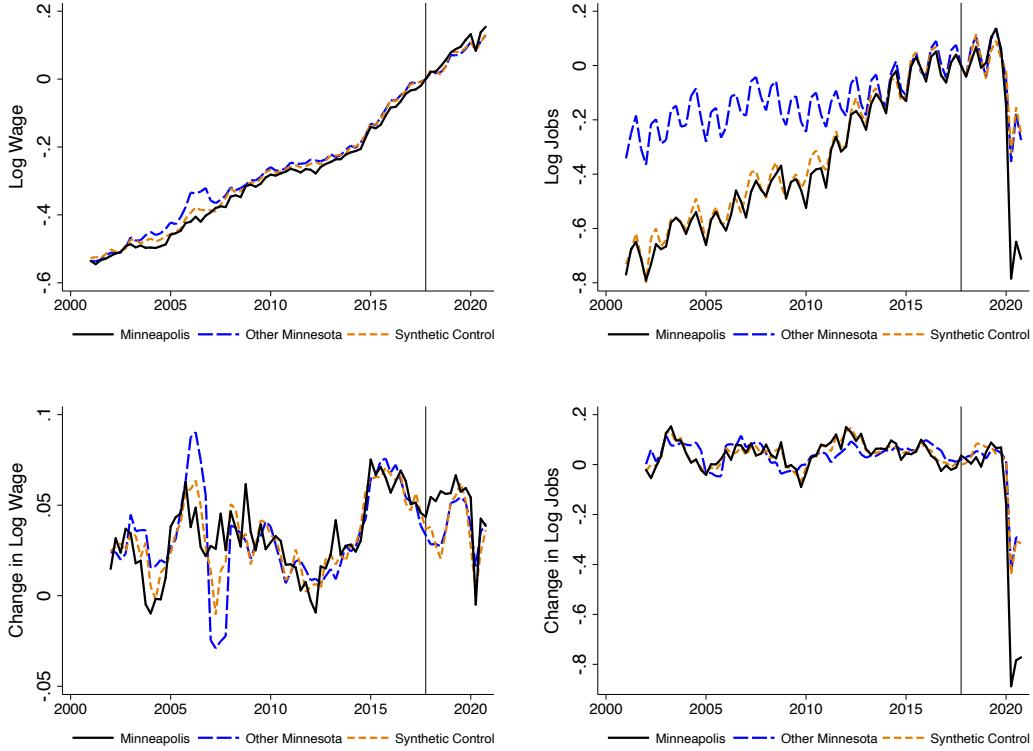 Log Wage
.2
0
-.2
-.4
-.6
2000 2005 2010 2015 2020
Minneapolis Other Minnesota Synthetic Control
Log Jobs
.2
0
-.2
-.4
-.6
-.8
2000 2005 2010 2015 2020
Minneapolis Other Minnesota Synthetic Control
Change in Log Wage
.1
.05
0
-.05
2000 2005 2010 2015 2020
Minneapolis Other Minnesota Synthetic Control
Change in Log Jobs
.2
0
-.2
-.4
-.6
-.8
2000 2005 2010 2015 2020
Minneapolis Other Minnesota Synthetic Control